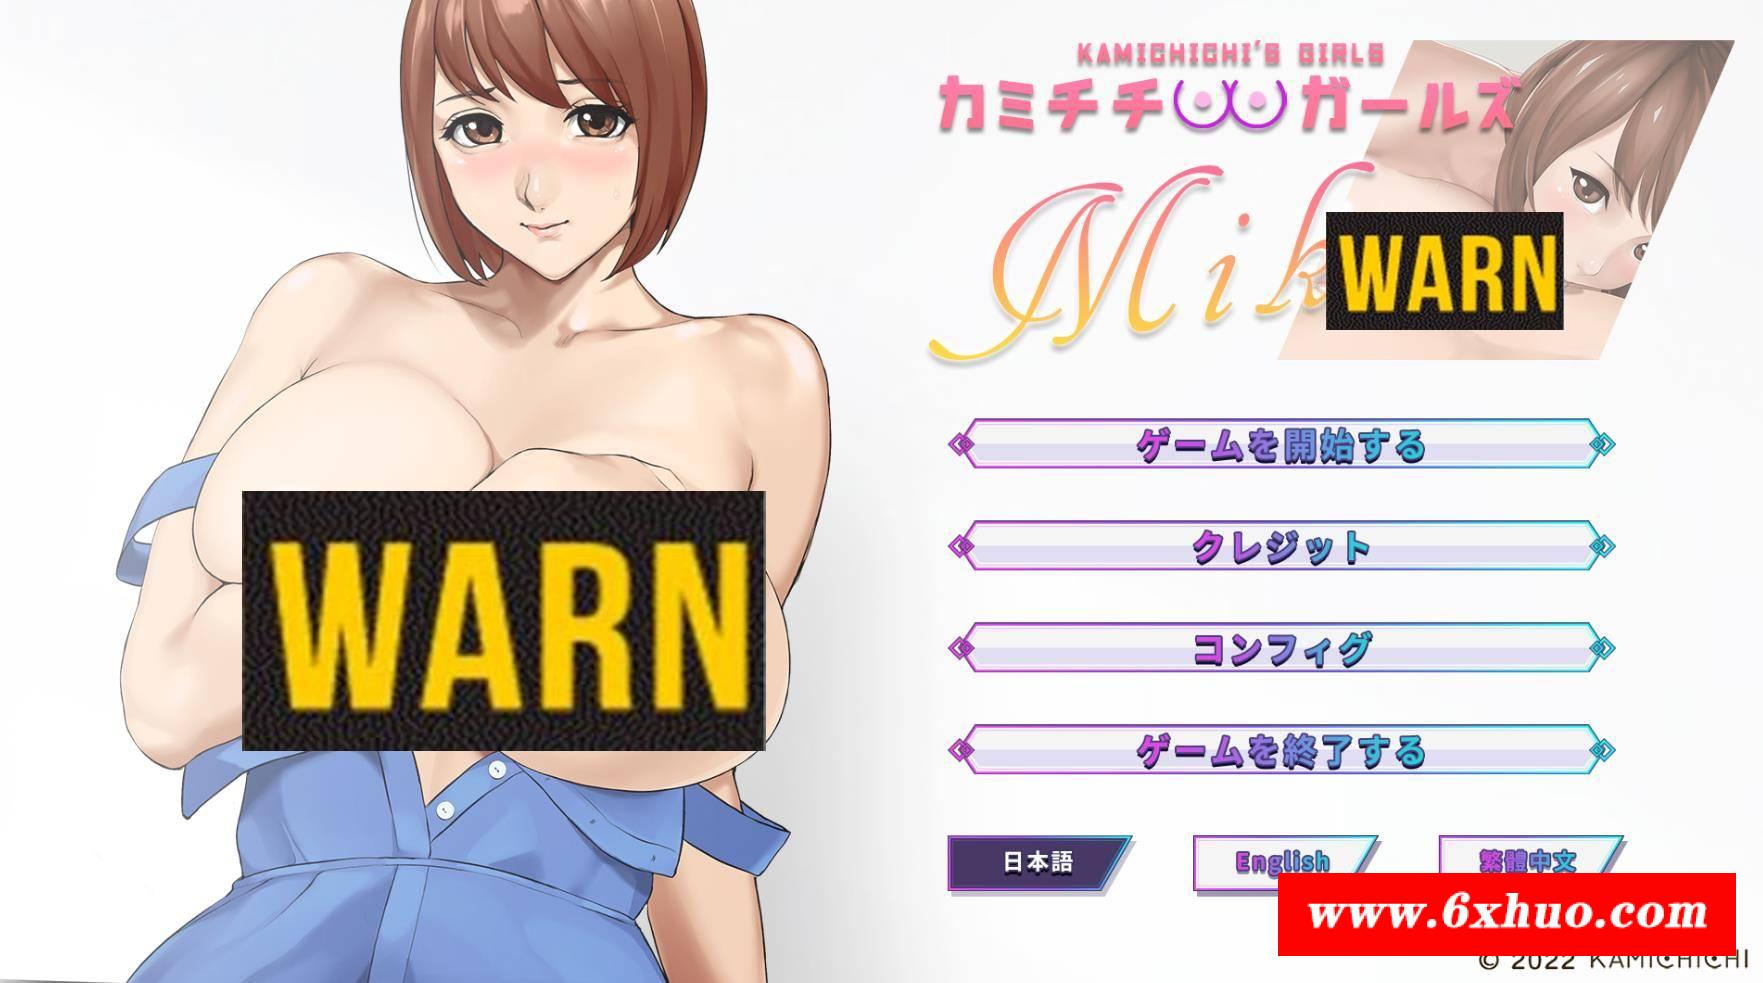 KAMICHICHI'S GIRLS
カミチチガールズ
WARN
WARN
ゲームを開始する
クレジット
コンフィグ
ゲームを終了する
日本語
English
繁體中文
www.6xhuo.com
© 2022 KAMICHICHI